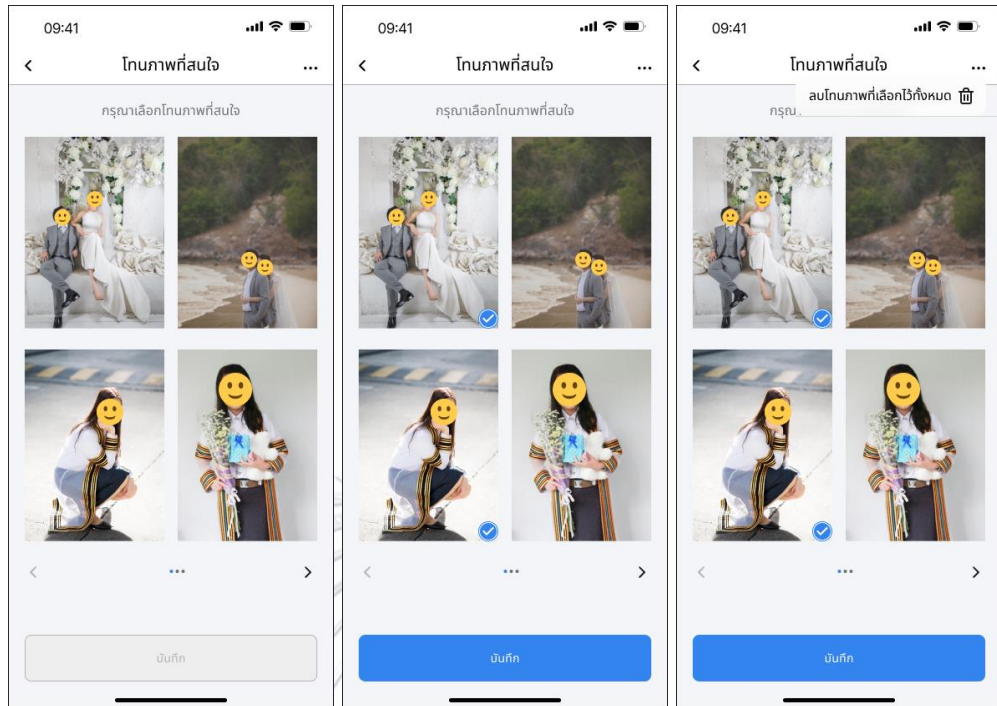 09:41
โทนภาพที่สนใจ
กรุณาเลือกโทนภาพที่สนใจ
บันทึก
09:41
โทนภาพที่สนใจ
กรุณาเลือกโทนภาพที่สนใจ
บันทึก
09:41
โทนภาพที่สนใจ
ลบโทนภาพที่เลือกไว้ทั้งหมด
กรุณ
บันทึก